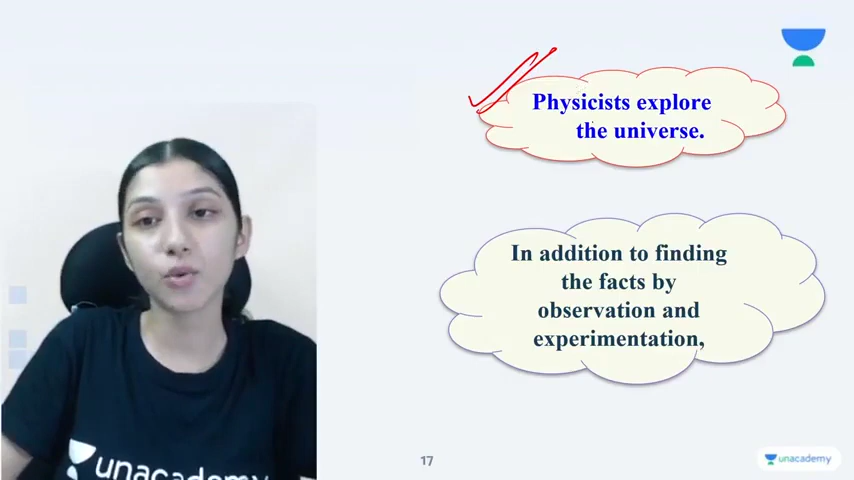 Physicists explore
the universe.
In addition to finding
the facts by
observation and
experimentation,
unacademy
17
unacademy